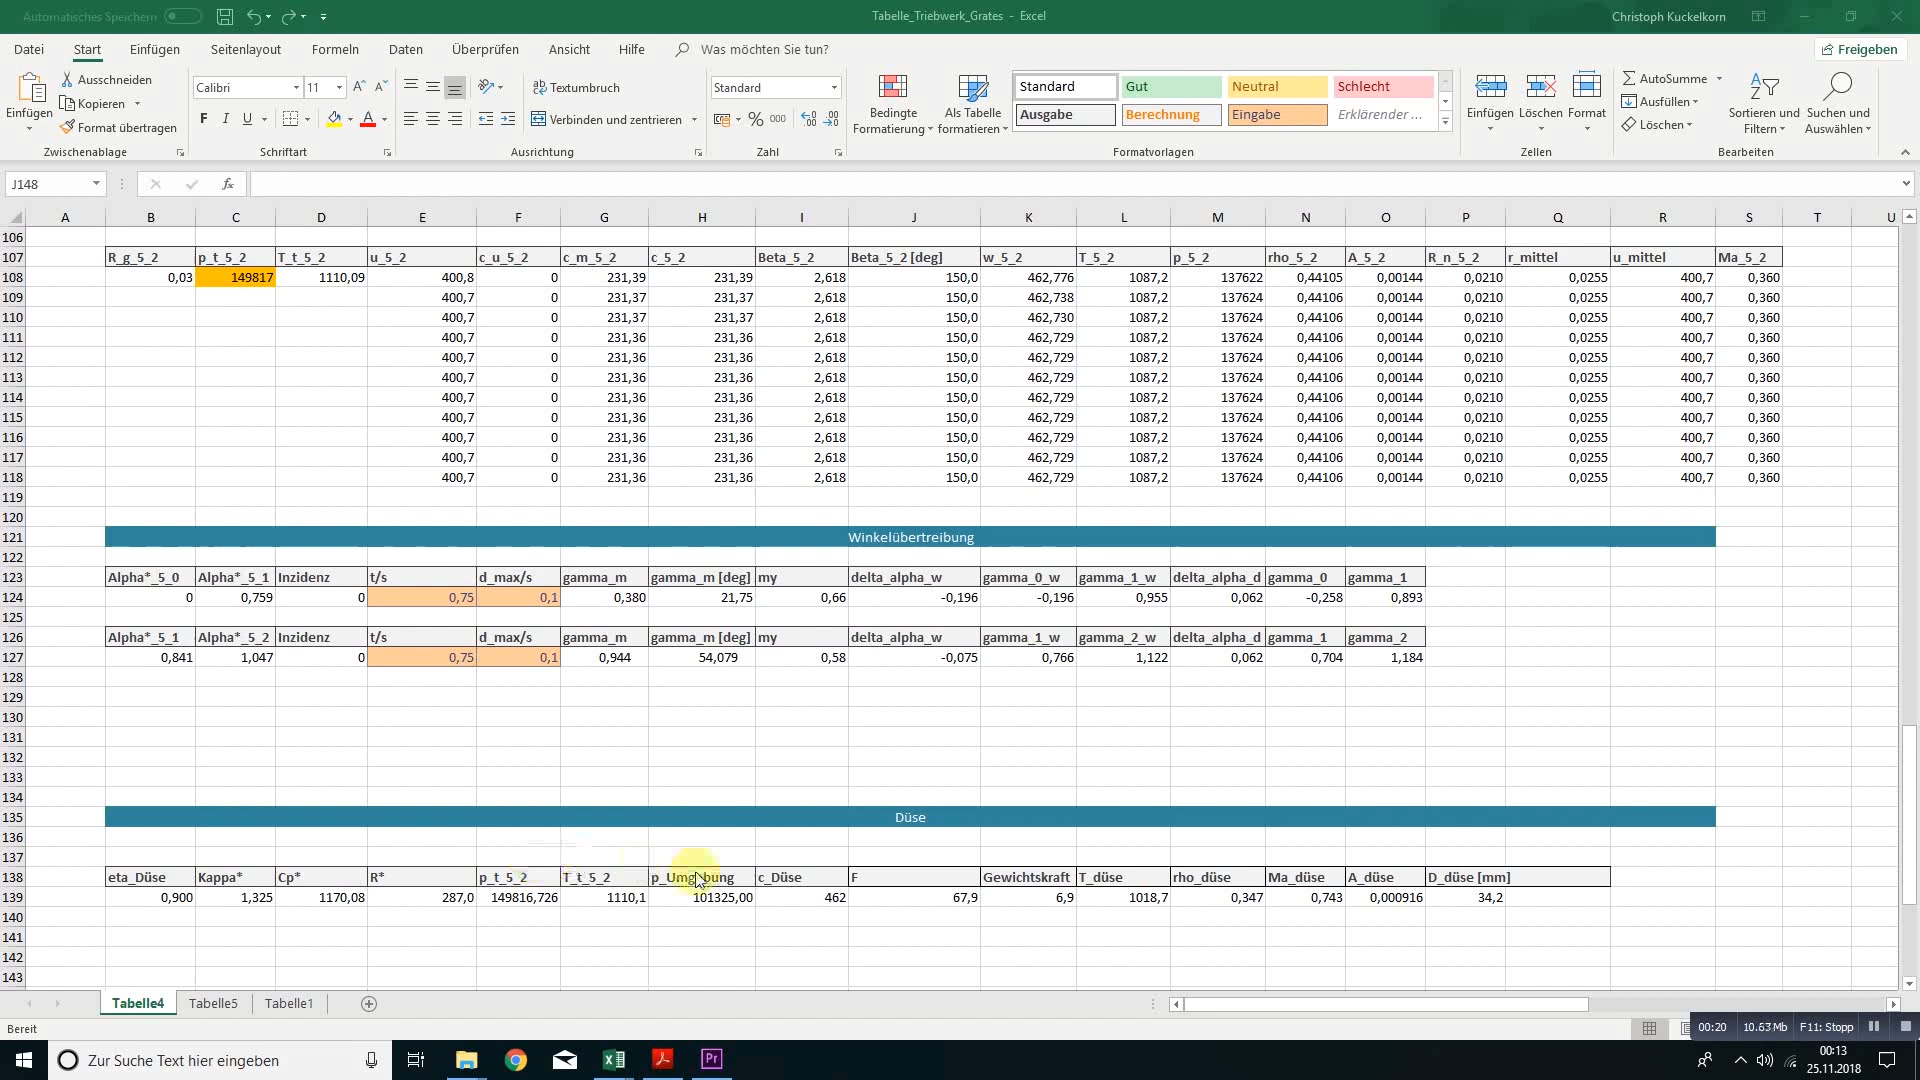 Automatisches Speichern
Tabelle_Triebwerk_Grates - Excel
Christoph Kuckelkorn
Datei Start Einfügen Seitenlayout Formeln Daten Überprüfen Ansicht Hilfe Was möchten Sie tun? Freigeben
Einfügen
Ausschneiden
Kopieren
Format übertragen
Zwischenablage
Calibri 11
F K U
Schriftart
Textumbruch
Verbinden und zentrieren
Ausrichtung
Standard
% 000
Zahl
Bedingte Formatierung
Als Tabelle formatieren
Standard Gut Neutral Schlecht
Ausgabe Berechnung Eingabe Erklärender ...
Formatvorlagen
Einfügen Löschen Format
Zellen
AutoSumme
Ausfüllen
Löschen
Sortieren und Filtern
Suchen und Auswählen
Bearbeiten
J148 fx
A B C D E F G H I J K L M N O P Q R S T U
106
107 R_g_5_2 p_t_5_2 T_t_5_2 u_5_2 c_u_5_2 c_m_5_2 c_5_2 Beta_5_2 Beta_5_2 [deg] w_5_2 T_5_2 p_5_2 rho_5_2 A_5_2 R_n_5_2 r_mittel u_mittel Ma_5_2
108 0,03 149817 1110,09 400,8 0 231,39 231,39 2,618 150,0 462,776 1087,2 137622 0,44105 0,00144 0,0210 0,0255 400,7 0,360
109 400,7 0 231,37 231,37 2,618 150,0 462,738 1087,2 137624 0,44106 0,00144 0,0210 0,0255 400,7 0,360
110 400,7 0 231,37 231,37 2,618 150,0 462,730 1087,2 137624 0,44106 0,00144 0,0210 0,0255 400,7 0,360
111 400,7 0 231,36 231,36 2,618 150,0 462,729 1087,2 137624 0,44106 0,00144 0,0210 0,0255 400,7 0,360
112 400,7 0 231,36 231,36 2,618 150,0 462,729 1087,2 137624 0,44106 0,00144 0,0210 0,0255 400,7 0,360
113 400,7 0 231,36 231,36 2,618 150,0 462,729 1087,2 137624 0,44106 0,00144 0,0210 0,0255 400,7 0,360
114 400,7 0 231,36 231,36 2,618 150,0 462,729 1087,2 137624 0,44106 0,00144 0,0210 0,0255 400,7 0,360
115 400,7 0 231,36 231,36 2,618 150,0 462,729 1087,2 137624 0,44106 0,00144 0,0210 0,0255 400,7 0,360
116 400,7 0 231,36 231,36 2,618 150,0 462,729 1087,2 137624 0,44106 0,00144 0,0210 0,0255 400,7 0,360
117 400,7 0 231,36 231,36 2,618 150,0 462,729 1087,2 137624 0,44106 0,00144 0,0210 0,0255 400,7 0,360
118 400,7 0 231,36 231,36 2,618 150,0 462,729 1087,2 137624 0,44106 0,00144 0,0210 0,0255 400,7 0,360
119
120
121 Winkelübertreibung
122
123 Alpha*_5_0 Alpha*_5_1 Inzidenz t/s d_max/s gamma_m gamma_m [deg] my delta_alpha_w gamma_0_w gamma_1_w delta_alpha_d gamma_0 gamma_1
124 0 0,759 0 0,75 0,1 0,380 21,75 0,66 -0,196 -0,196 0,955 0,062 -0,258 0,893
125
126 Alpha*_5_1 Alpha*_5_2 Inzidenz t/s d_max/s gamma_m gamma_m [deg] my delta_alpha_w gamma_1_w gamma_2_w delta_alpha_d gamma_1 gamma_2
127 0,841 1,047 0 0,75 0,1 0,944 54,079 0,58 -0,075 0,766 1,122 0,062 0,704 1,184
128
129
130
131
132
133
134
135 Düse
136
137
138 eta_Düse Kappa* Cp* R* p_t_5_2 T_t_5_2 p_Umgebung c_Düse F Gewichtskraft T_düse rho_düse Ma_düse A_düse D_düse [mm]
139 0,900 1,325 1170,08 287,0 149816,726 1110,1 101325,00 462 67,9 6,9 1018,7 0,347 0,743 0,000916 34,2
140
141
142
143
Tabelle4 Tabelle5 Tabelle1
Bereit
00:20 10.63 Mb F11: Stopp
Zur Suche Text hier eingeben
Pr
00:13
25.11.2018